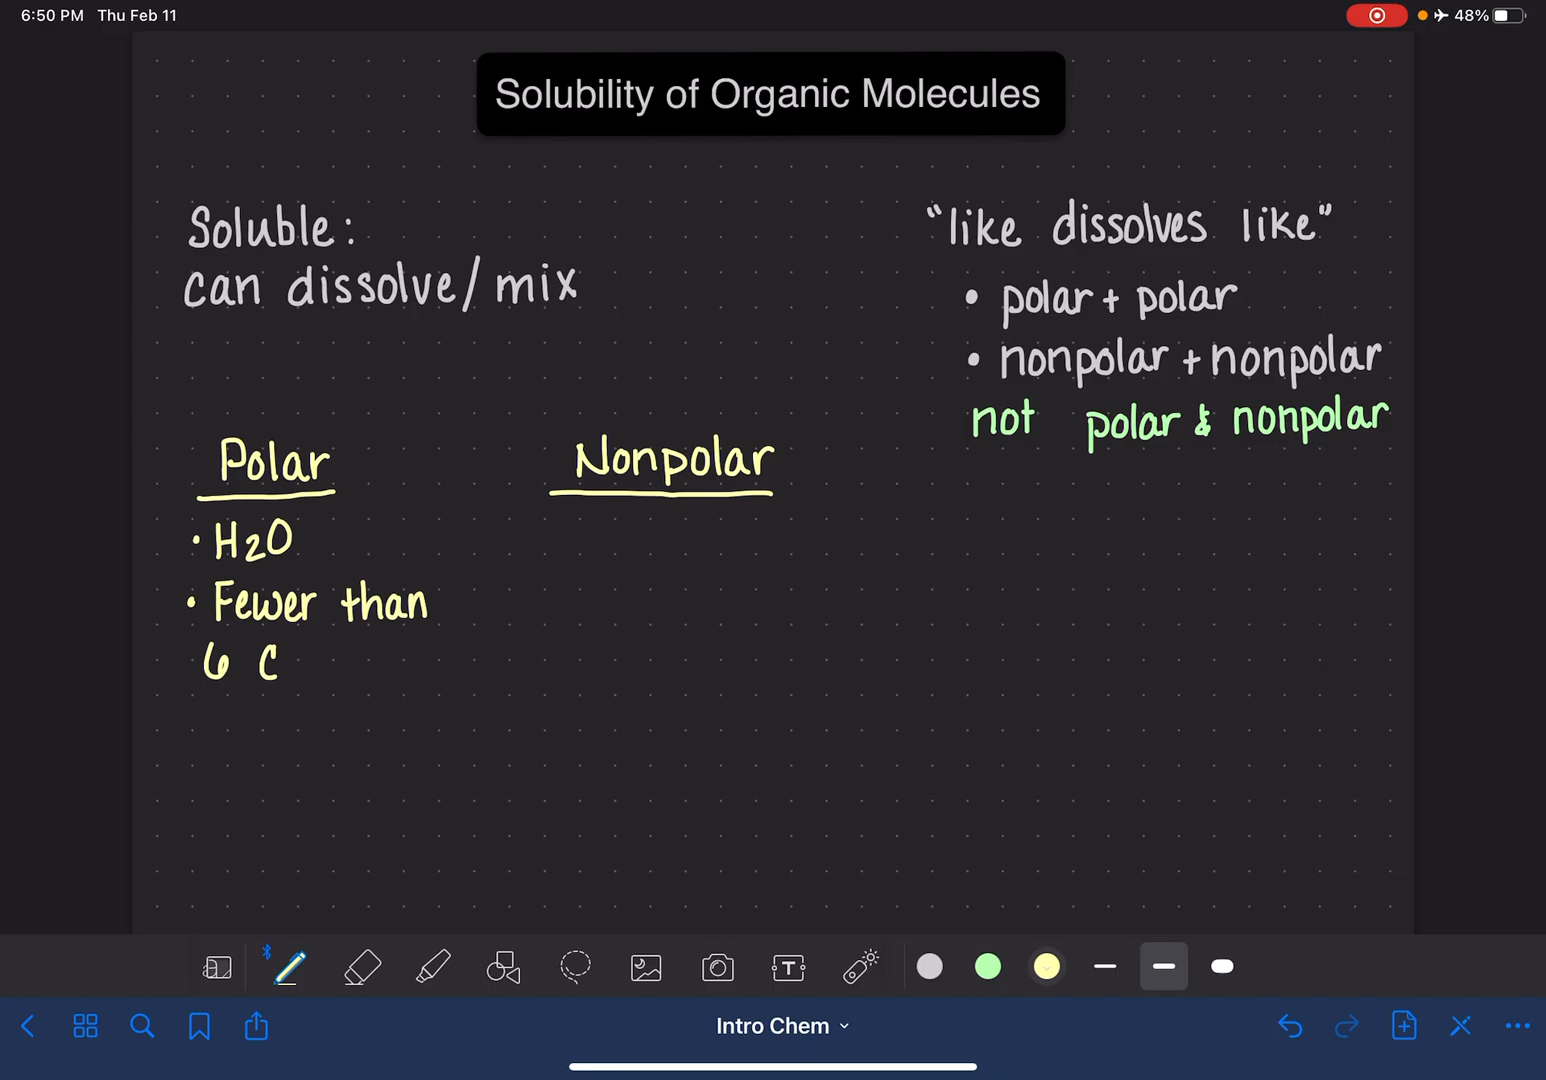 6:50 PM Thu Feb 11
48%
Solubility of Organic Molecules
Soluble:
can dissolve/mix
"like dissolves like"
• polar + polar
• nonpolar + nonpolar
not polar & nonpolar
Polar
• H2O
• Fewer than
6 C
Nonpolar
T
Intro Chem